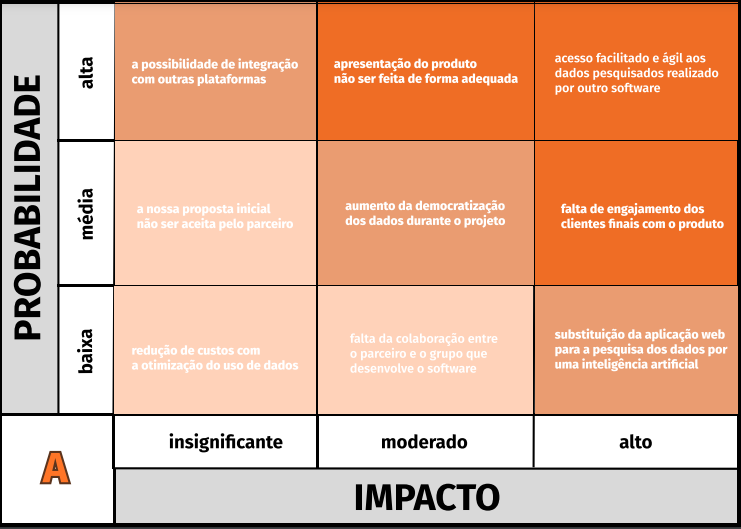 PROBABILIDADE
alta
a possibilidade de integração
com outras plataformas
apresentação do produto
não ser feita de forma adequada
acesso facilitado e ágil aos
dados pesquisados realizado
por outro software
média
a nossa proposta inicial
não ser aceita pelo parceiro
aumento da democratização
dos dados durante o projeto
falta de engajamento dos
clientes finais com o produto
baixa
redução de custos com
a otimização do uso de dados
falta da colaboração entre
o parceiro e o grupo que
desenvolve o software
substituição da aplicação web
para a pesquisa dos dados por
uma inteligência artificial
A
insignificante
moderado
alto
IMPACTO